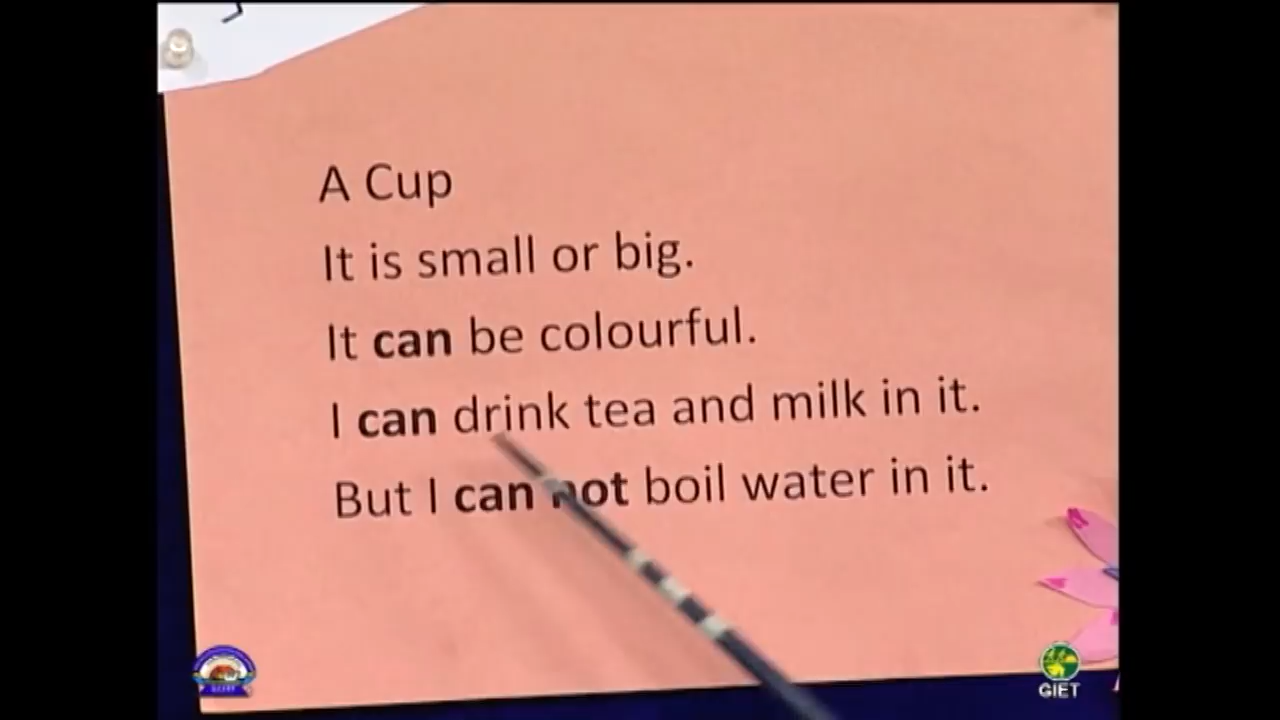 A Cup
It is small or big.
It can be colourful.
I can drink tea and milk in it.
But I can not boil water in it.
GIET